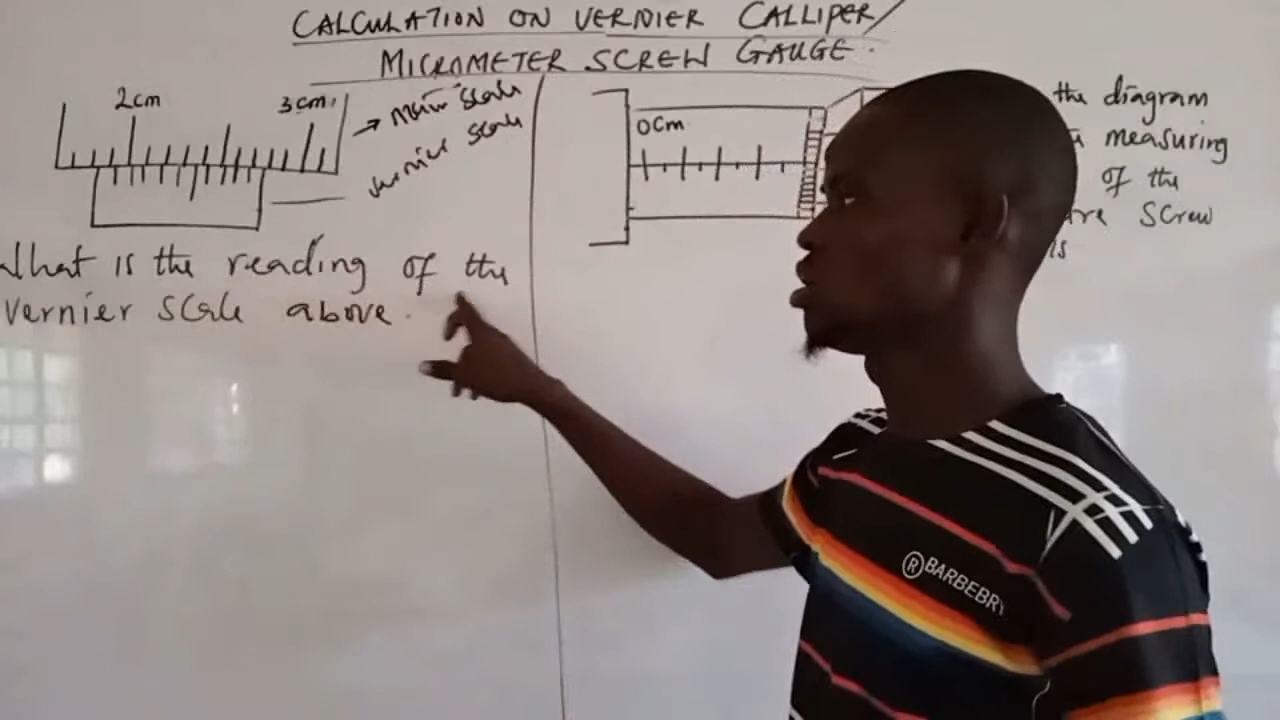 CALCULATION ON VERNIER CALLIPER/
MICROMETER SCREW GAUGE.
2cm
3cm
Main scale
Vernier scale
What is the reading of the
vernier scale above.
0cm
the diagram
measuring
of the
screw
is
® BARBEBRY